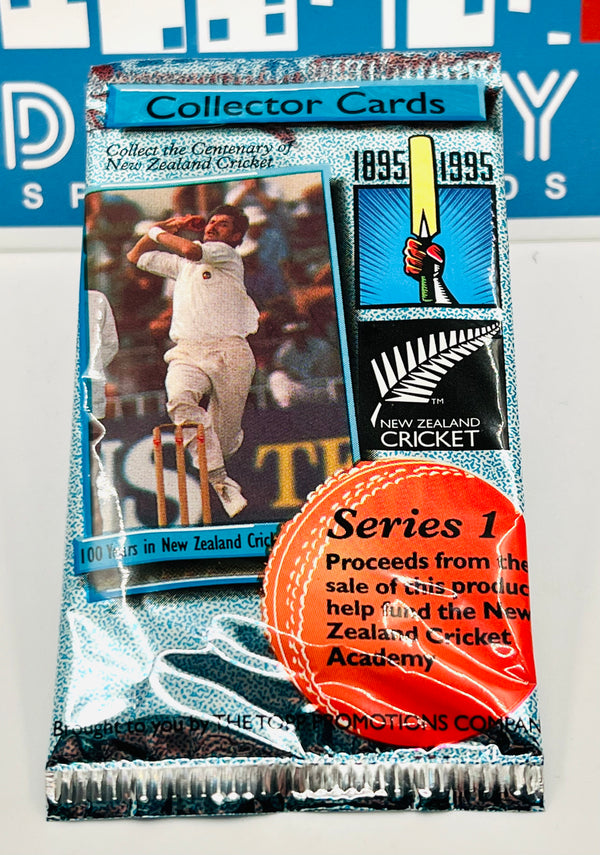 Collector Cards
Collect the Centenary of
New Zealand Cricket
1895 1995
TM
NEW ZEALAND
CRICKET
100 Years in New Zealand Cric
Series 1
Proceeds from the
sale of this produc
help fund the New
Zealand Cricket
Academy
Brought to you by THE TOPP PROMOTIONS COMPAN